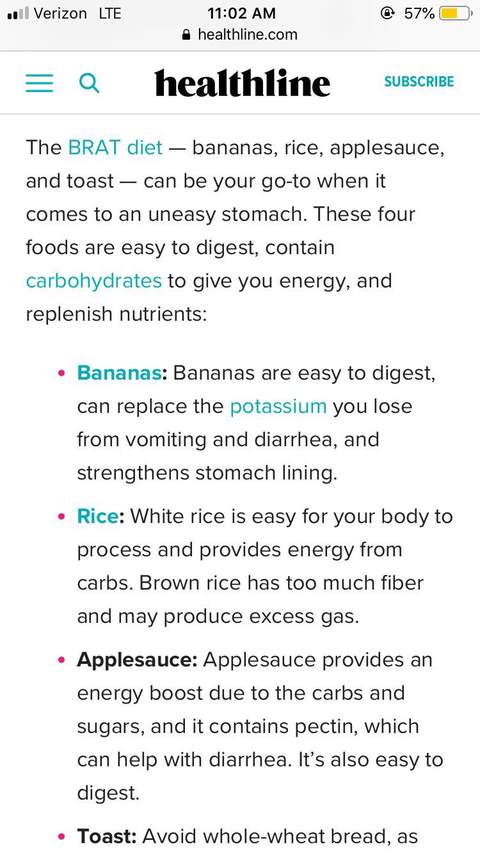 Verizon LTE 11:02 AM 57%
healthline.com
healthline SUBSCRIBE
The BRAT diet — bananas, rice, applesauce,
and toast — can be your go-to when it
comes to an uneasy stomach. These four
foods are easy to digest, contain
carbohydrates to give you energy, and
replenish nutrients:
• Bananas: Bananas are easy to digest,
can replace the potassium you lose
from vomiting and diarrhea, and
strengthens stomach lining.
• Rice: White rice is easy for your body to
process and provides energy from
carbs. Brown rice has too much fiber
and may produce excess gas.
• Applesauce: Applesauce provides an
energy boost due to the carbs and
sugars, and it contains pectin, which
can help with diarrhea. It’s also easy to
digest.
• Toast: Avoid whole-wheat bread, as